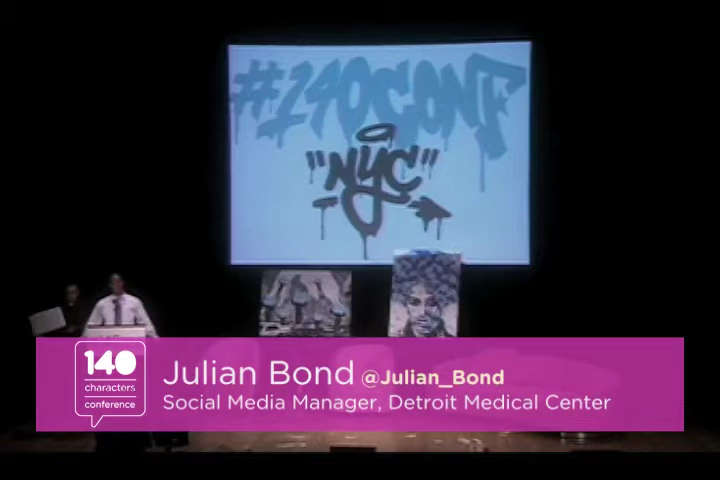 #140CONF
"NYC"
140
characters
conference
Julian Bond @Julian_Bond
Social Media Manager, Detroit Medical Center